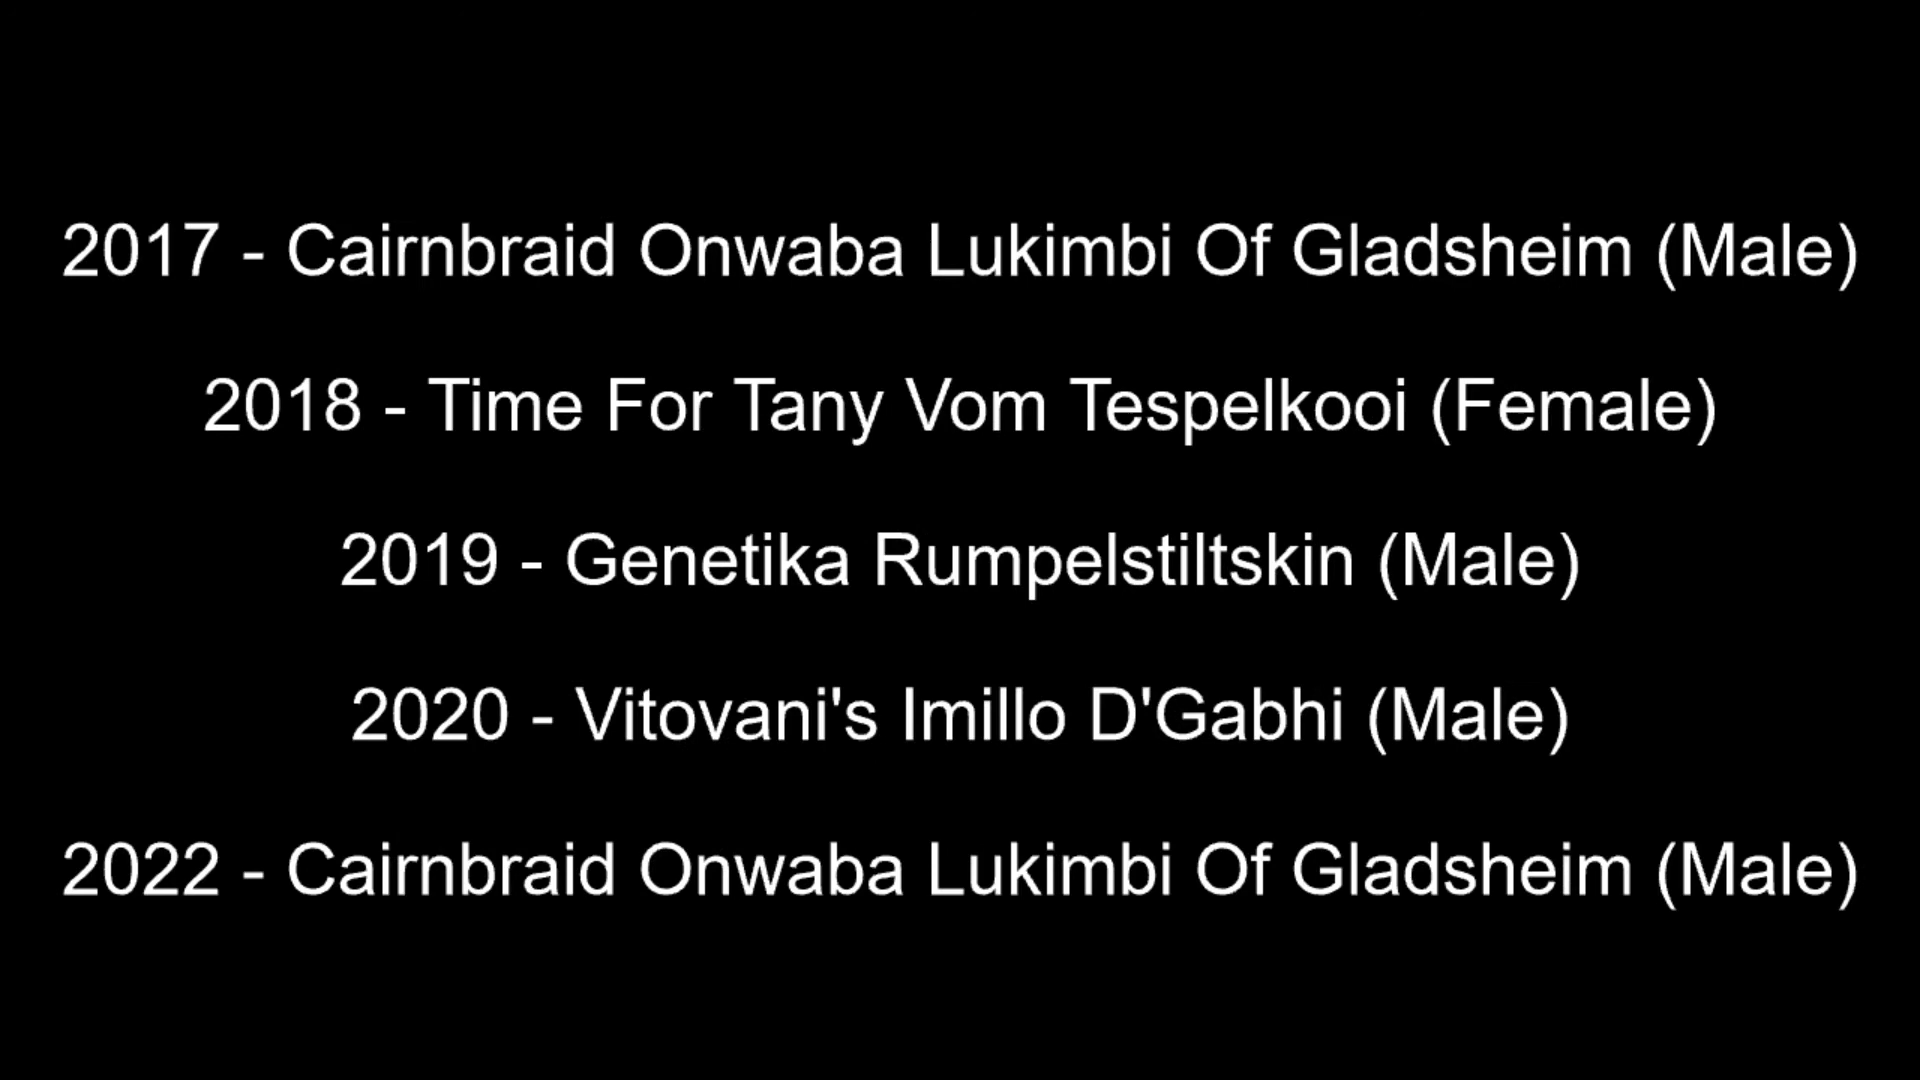 2017 - Cairnbraid Onwaba Lukimbi Of Gladsheim (Male)
2018 - Time For Tany Vom Tespelkooi (Female)
2019 - Genetika Rumpelstiltskin (Male)
2020 - Vitovani's Imillo D'Gabhi (Male)
2022 - Cairnbraid Onwaba Lukimbi Of Gladsheim (Male)